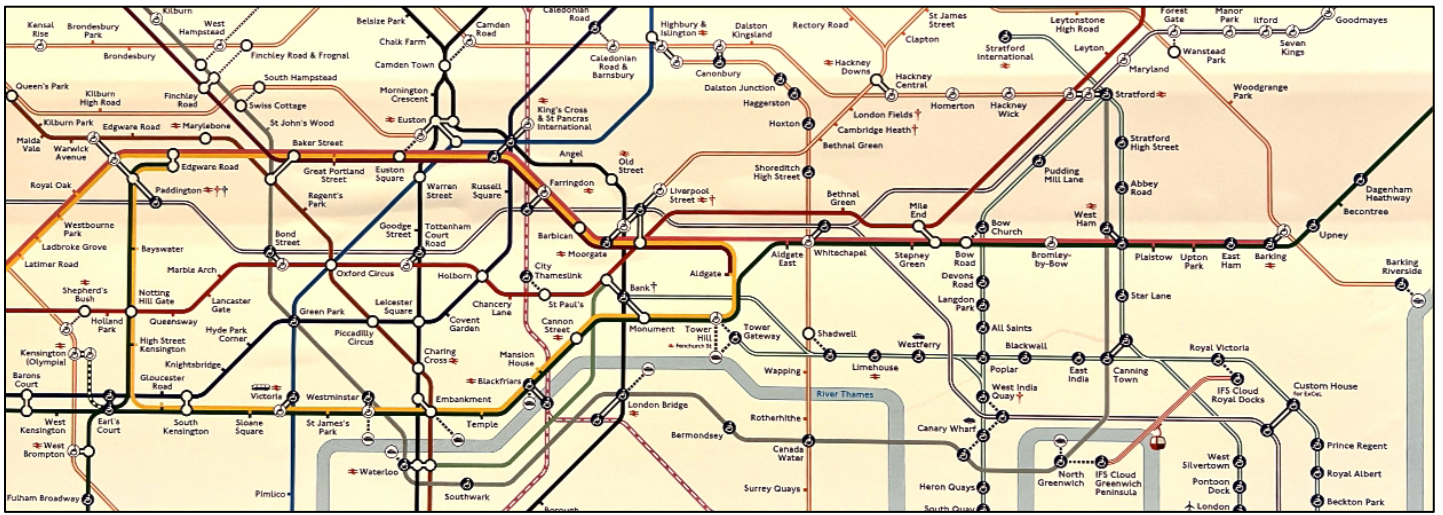 Kilburn
West
Hampstead
Kensal
Rise
Brondesbury
Park
Brondesbury
Finchley Road & Frognal
Belsize Park
Chalk Farm
Camden Town
Camden
Road
Caledonian
Road
Caledonian
Road &
Barnsbury
Highbury &
Islington
Canonbury
Dalston
Kingsland
Dalston Junction
Haggerston
Hoxton
Shoreditch
High Street
Rectory Road
St James
Street
Clapton
Hackney
Downs
Hackney
Central
London Fields †
Cambridge Heath †
Bethnal Green
Homerton
Hackney
Wick
Stratford
International
Leytonstone
High Road
Leyton
Maryland
Stratford
Forest
Gate
Manor
Park
Ilford
Seven
Kings
Goodmayes
Wanstead
Park
Woodgrange
Park
Queen's Park
Kilburn
High Road
South Hampstead
Finchley
Road
Swiss Cottage
St John's Wood
Kilburn Park
Maida
Vale
Warwick
Avenue
Edgware Road
Marylebone
Edgware Road
Baker Street
Great Portland
Street
Euston
Square
Mornington
Crescent
Euston
King's Cross
& St Pancras
International
Angel
Old
Street
Royal Oak
Paddington ††
Regent's
Park
Warren
Street
Russell
Square
Farringdon
Liverpool
Street †
Barbican
Moorgate
Bethnal
Green
Mile
End
Stratford
High Street
Pudding
Mill Lane
Abbey
Road
West
Ham
Bow
Church
Dagenham
Heathway
Becontree
Upney
Westbourne
Park
Ladbroke Grove
Latimer Road
Bayswater
Bond
Street
Goodge
Street
Tottenham
Court
Road
Oxford Circus
Holborn
Marble Arch
Lancaster
Gate
City
Thameslink
St Paul's
Chancery
Lane
Bank †
Aldgate
Aldgate
East
Whitechapel
Stepney
Green
Bow
Road
Bromley-
by-Bow
Plaistow
Upton
Park
East
Ham
Barking
Barking
Riverside
Devons
Road
Langdon
Park
All Saints
Star Lane
Shepherd's
Bush
Holland
Park
Notting
Hill Gate
Queensway
High Street
Kensington
Hyde Park
Corner
Knightsbridge
Green Park
Piccadilly
Circus
Leicester
Square
Covent
Garden
Charing
Cross
Cannon
Street
Mansion
House
Blackfriars
Monument
Tower
Hill
Fenchurch St
Tower
Gateway
Shadwell
Limehouse
Westferry
Poplar
Blackwall
East
India
Canning
Town
Royal Victoria
IFS Cloud
Royal Docks
Custom House
for ExCeL
Kensington
(Olympia)
Barons
Court
Gloucester
Road
West
Kensington
Earl's
Court
West
Brompton
Fulham Broadway
South
Kensington
Sloane
Square
Victoria
St James's
Park
Westminster
Embankment
Temple
Waterloo
Southwark
London Bridge
Bermondsey
Pimlico
Borough
River Thames
Wapping
Rotherhithe
Canada
Water
Surrey Quays
West India
Quay †
Canary Wharf
Heron Quays
South Quay
North
Greenwich
IFS Cloud
Greenwich
Peninsula
West
Silvertown
Pontoon
Dock
London
Prince Regent
Royal Albert
Beckton Park